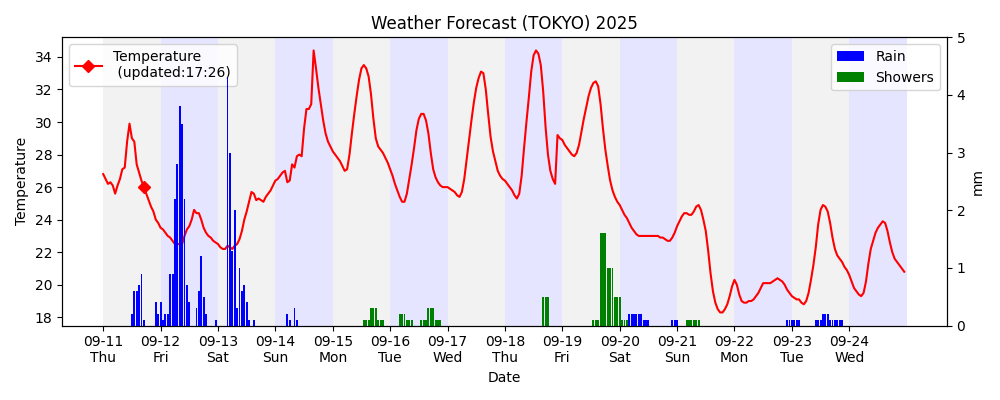 Weather Forecast (TOKYO) 2025
Temperature
(updated:17:26)
Rain
Showers
Temperature
34
32
30
28
26
24
22
20
18
5
4
3
2
1
0
mm
09-11 09-12 09-13 09-14 09-15 09-16 09-17 09-18 09-19 09-20 09-21 09-22 09-23 09-24
Thu Fri Sat Sun Mon Tue Wed Thu Fri Sat Sun Mon Tue Wed
Date